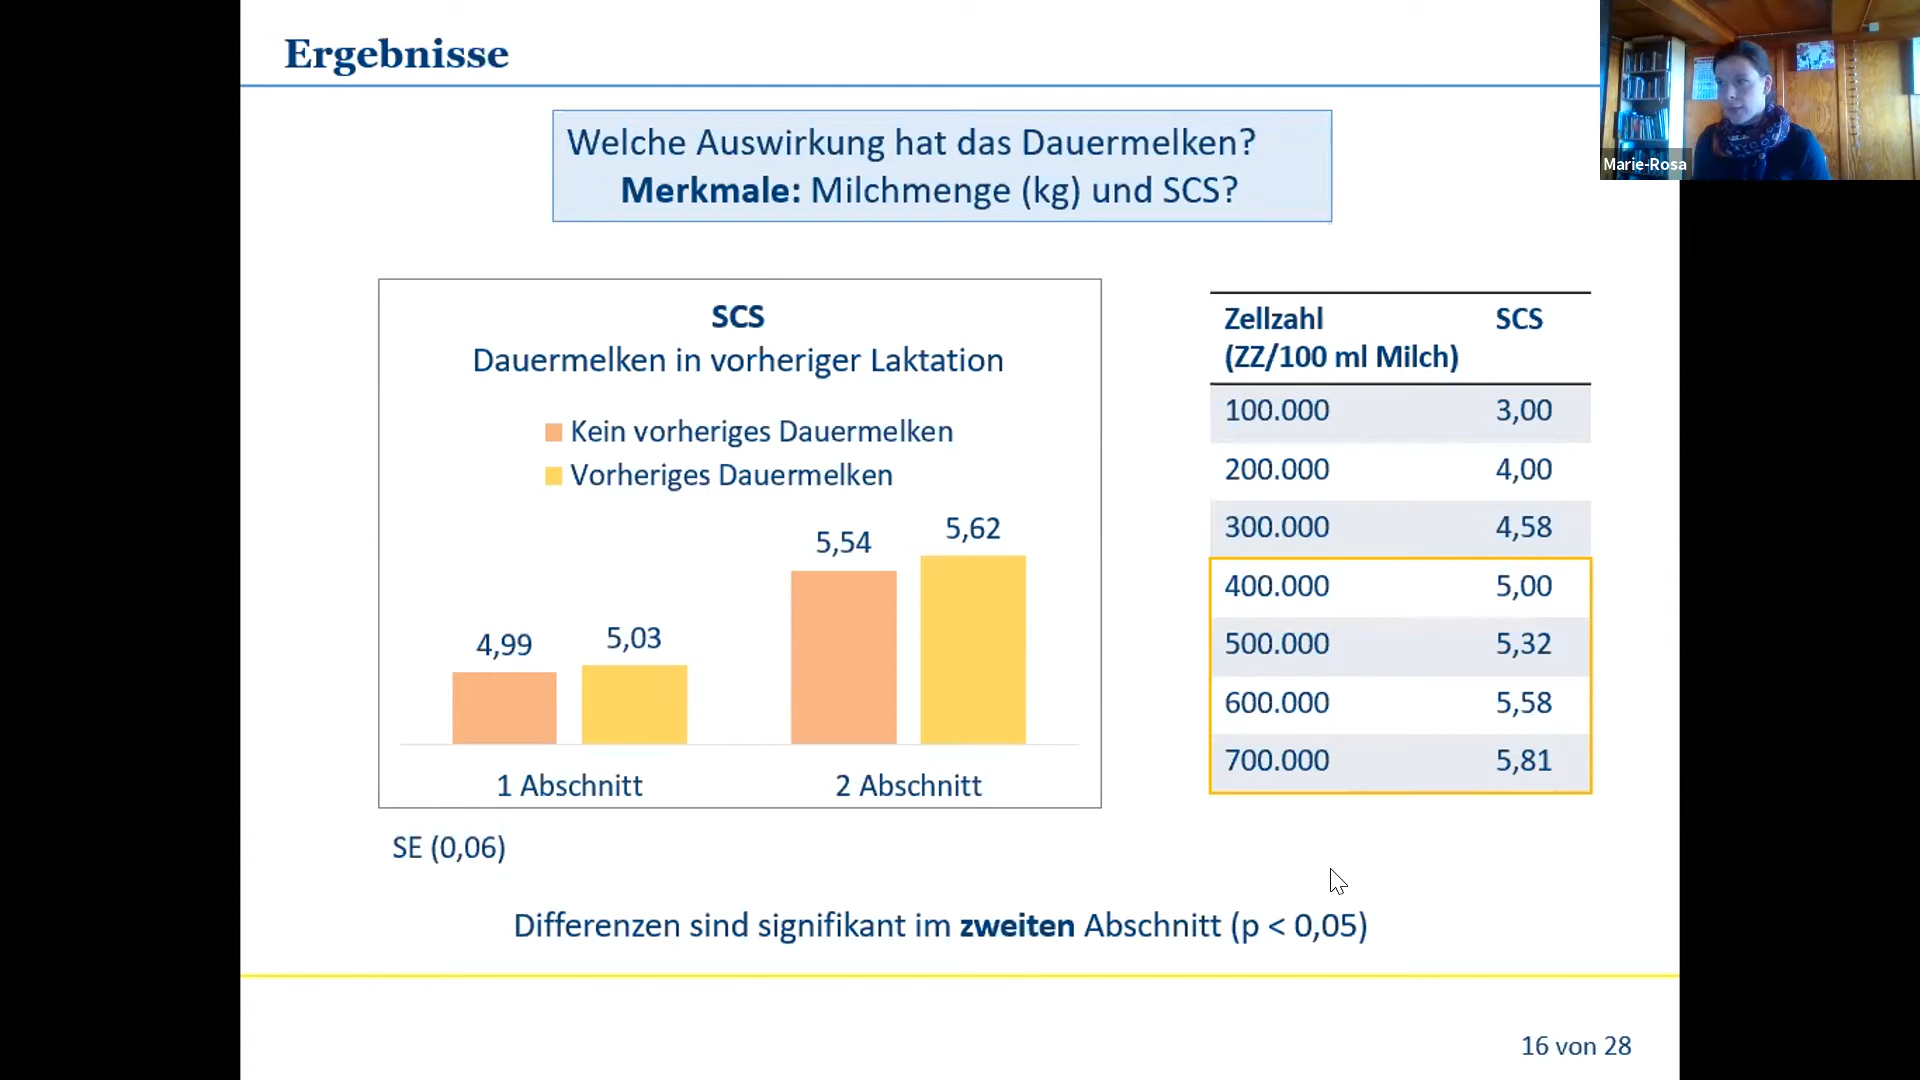 Ergebnisse
Welche Auswirkung hat das Dauermelken?
Merkmale: Milchmenge (kg) und SCS?
Marie-Rosa
SCS
Dauermelken in vorheriger Laktation
Kein vorheriges Dauermelken
Vorheriges Dauermelken
4,99
5,03
5,54
5,62
1 Abschnitt
2 Abschnitt
SE (0,06)
Zellzahl SCS
(ZZ/100 ml Milch)
100.000 3,00
200.000 4,00
300.000 4,58
400.000 5,00
500.000 5,32
600.000 5,58
700.000 5,81
Differenzen sind signifikant im zweiten Abschnitt (p < 0,05)
16 von 28